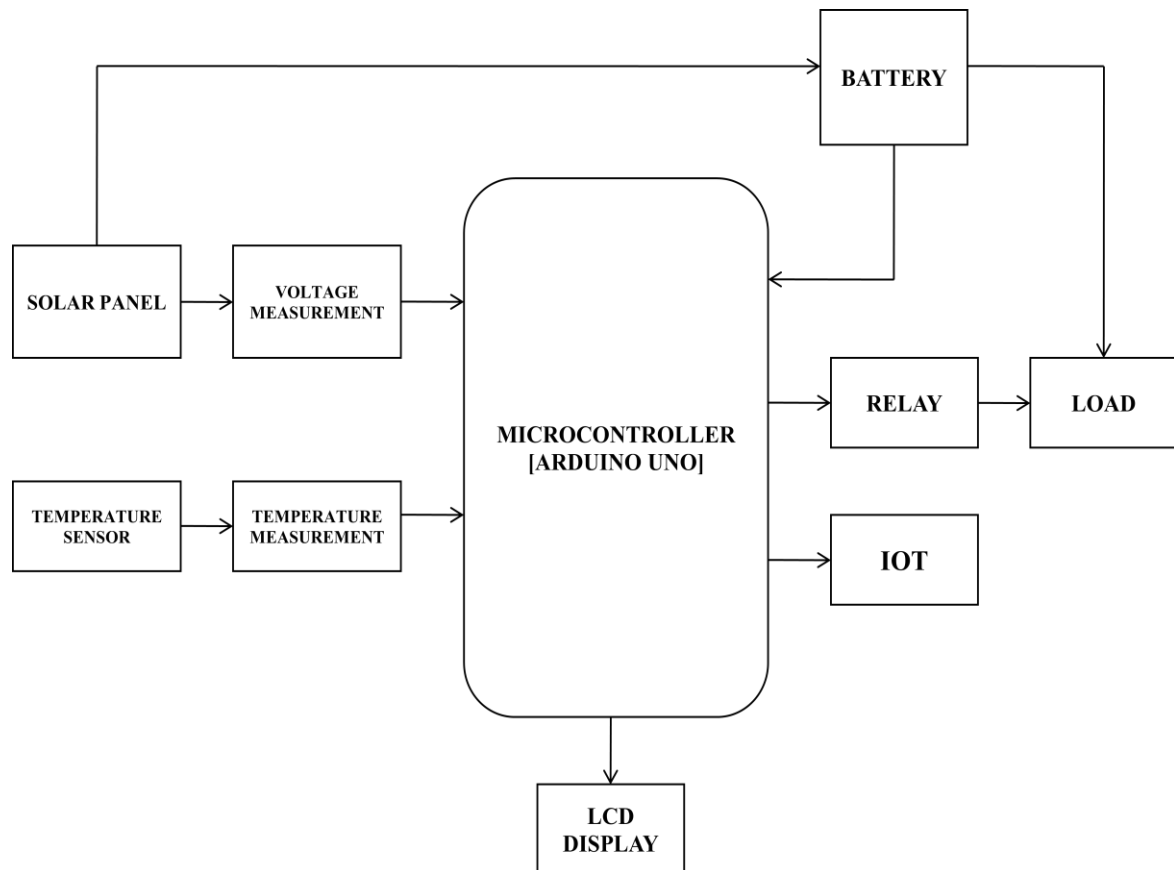 BATTERY
SOLAR PANEL
VOLTAGE
MEASUREMENT
RELAY
LOAD
MICROCONTROLLER
[ARDUINO UNO]
TEMPERATURE
SENSOR
TEMPERATURE
MEASUREMENT
IOT
LCD
DISPLAY